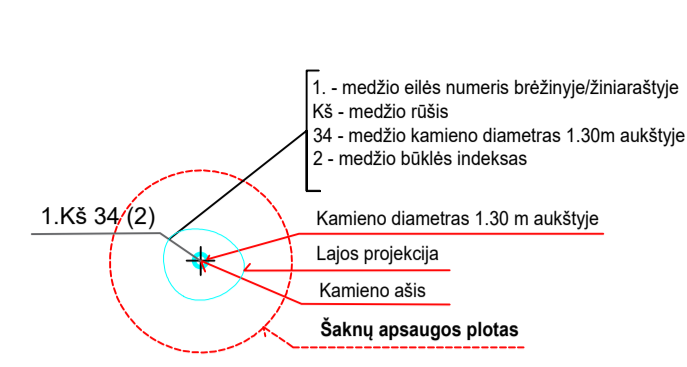 1. - medžio eilės numeris brėžinyje/žiniaraštyje
Kš - medžio rūšis
34 - medžio kamieno diametras 1.30m aukštyje
2 - medžio būklės indeksas
1.Kš 34 (2)
Kamieno diametras 1.30 m aukštyje
Lajos projekcija
Kamieno ašis
Šaknų apsaugos plotas